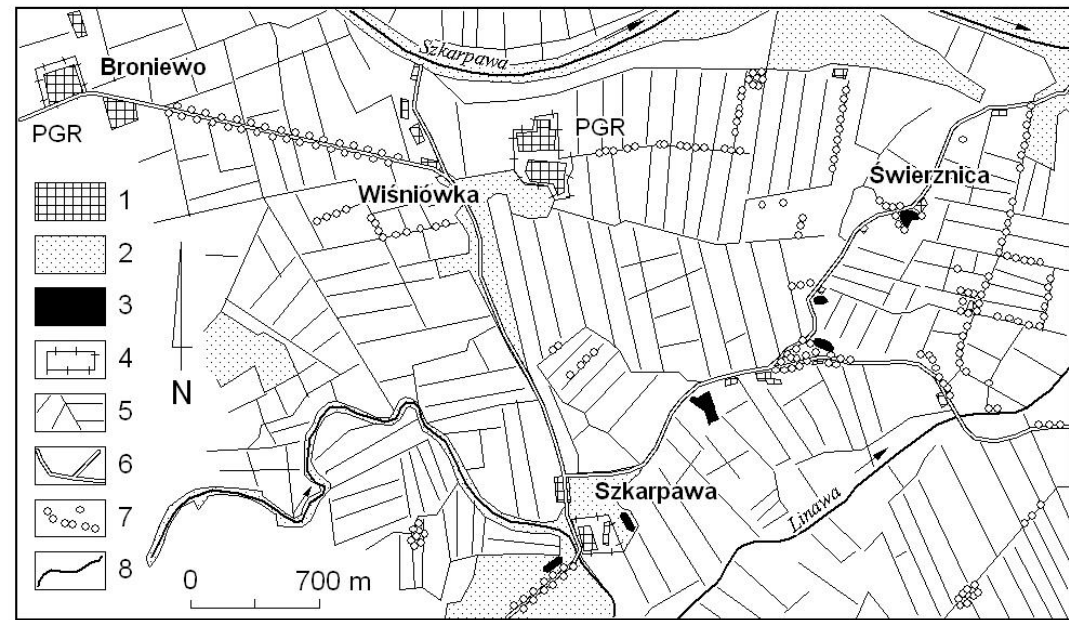 Szkarpawa
Broniewo
PGR
PGR
Wiśniówka
Świerznica
1
2
3
4
5
6
7
8
N
Szkarpawa
Linawa
0 700 m